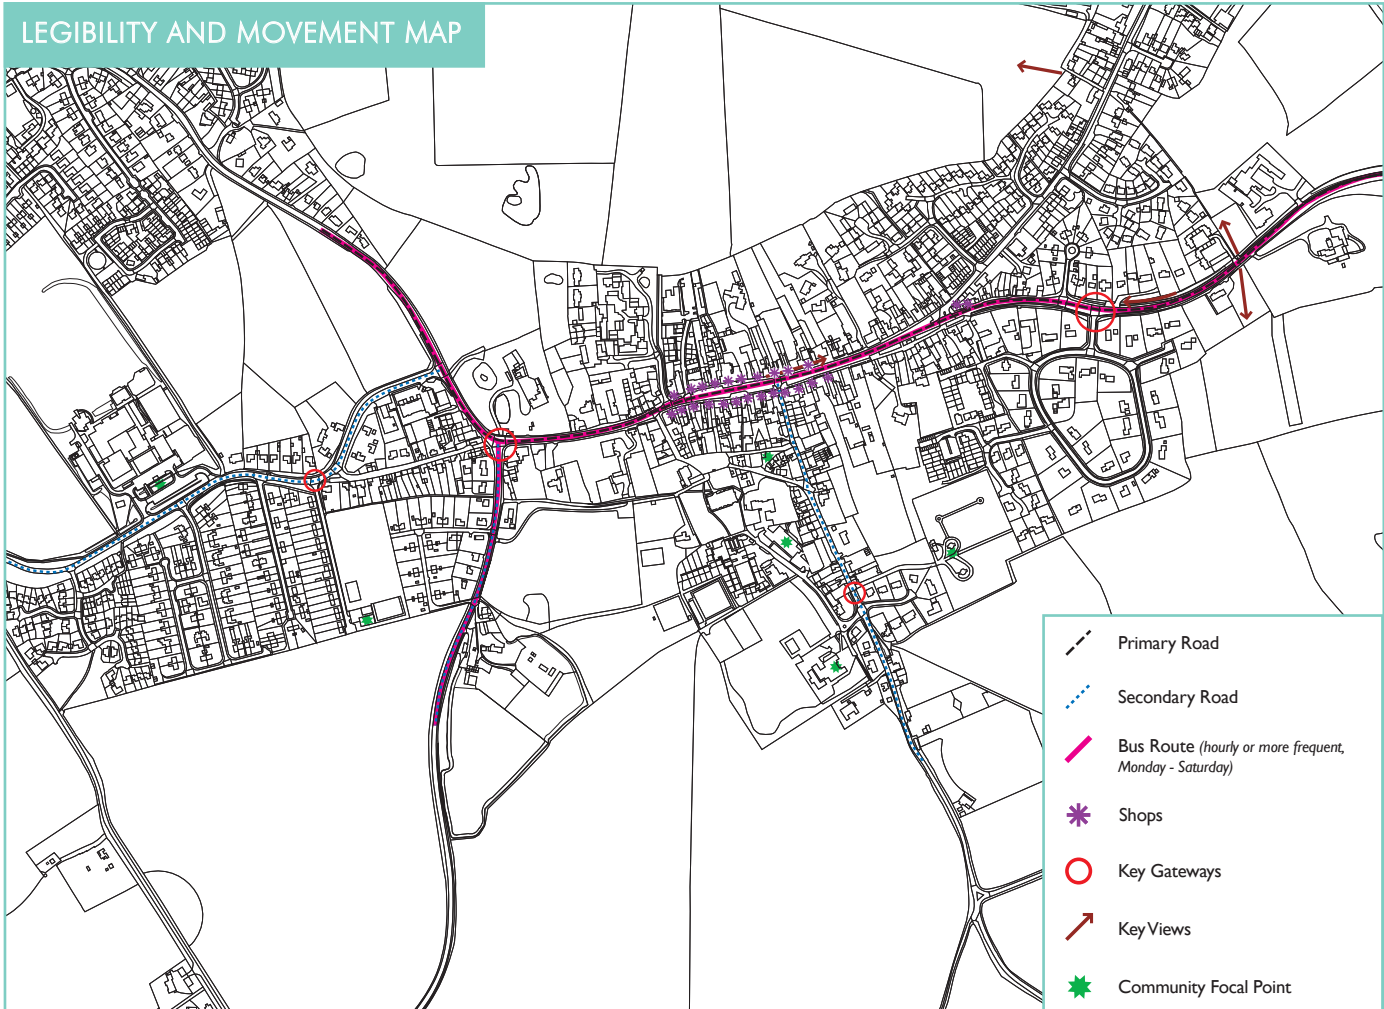 LEGIBILITY AND MOVEMENT MAP
Primary Road
Secondary Road
Bus Route (hourly or more frequent,
Monday - Saturday)
Shops
Key Gateways
Key Views
Community Focal Point